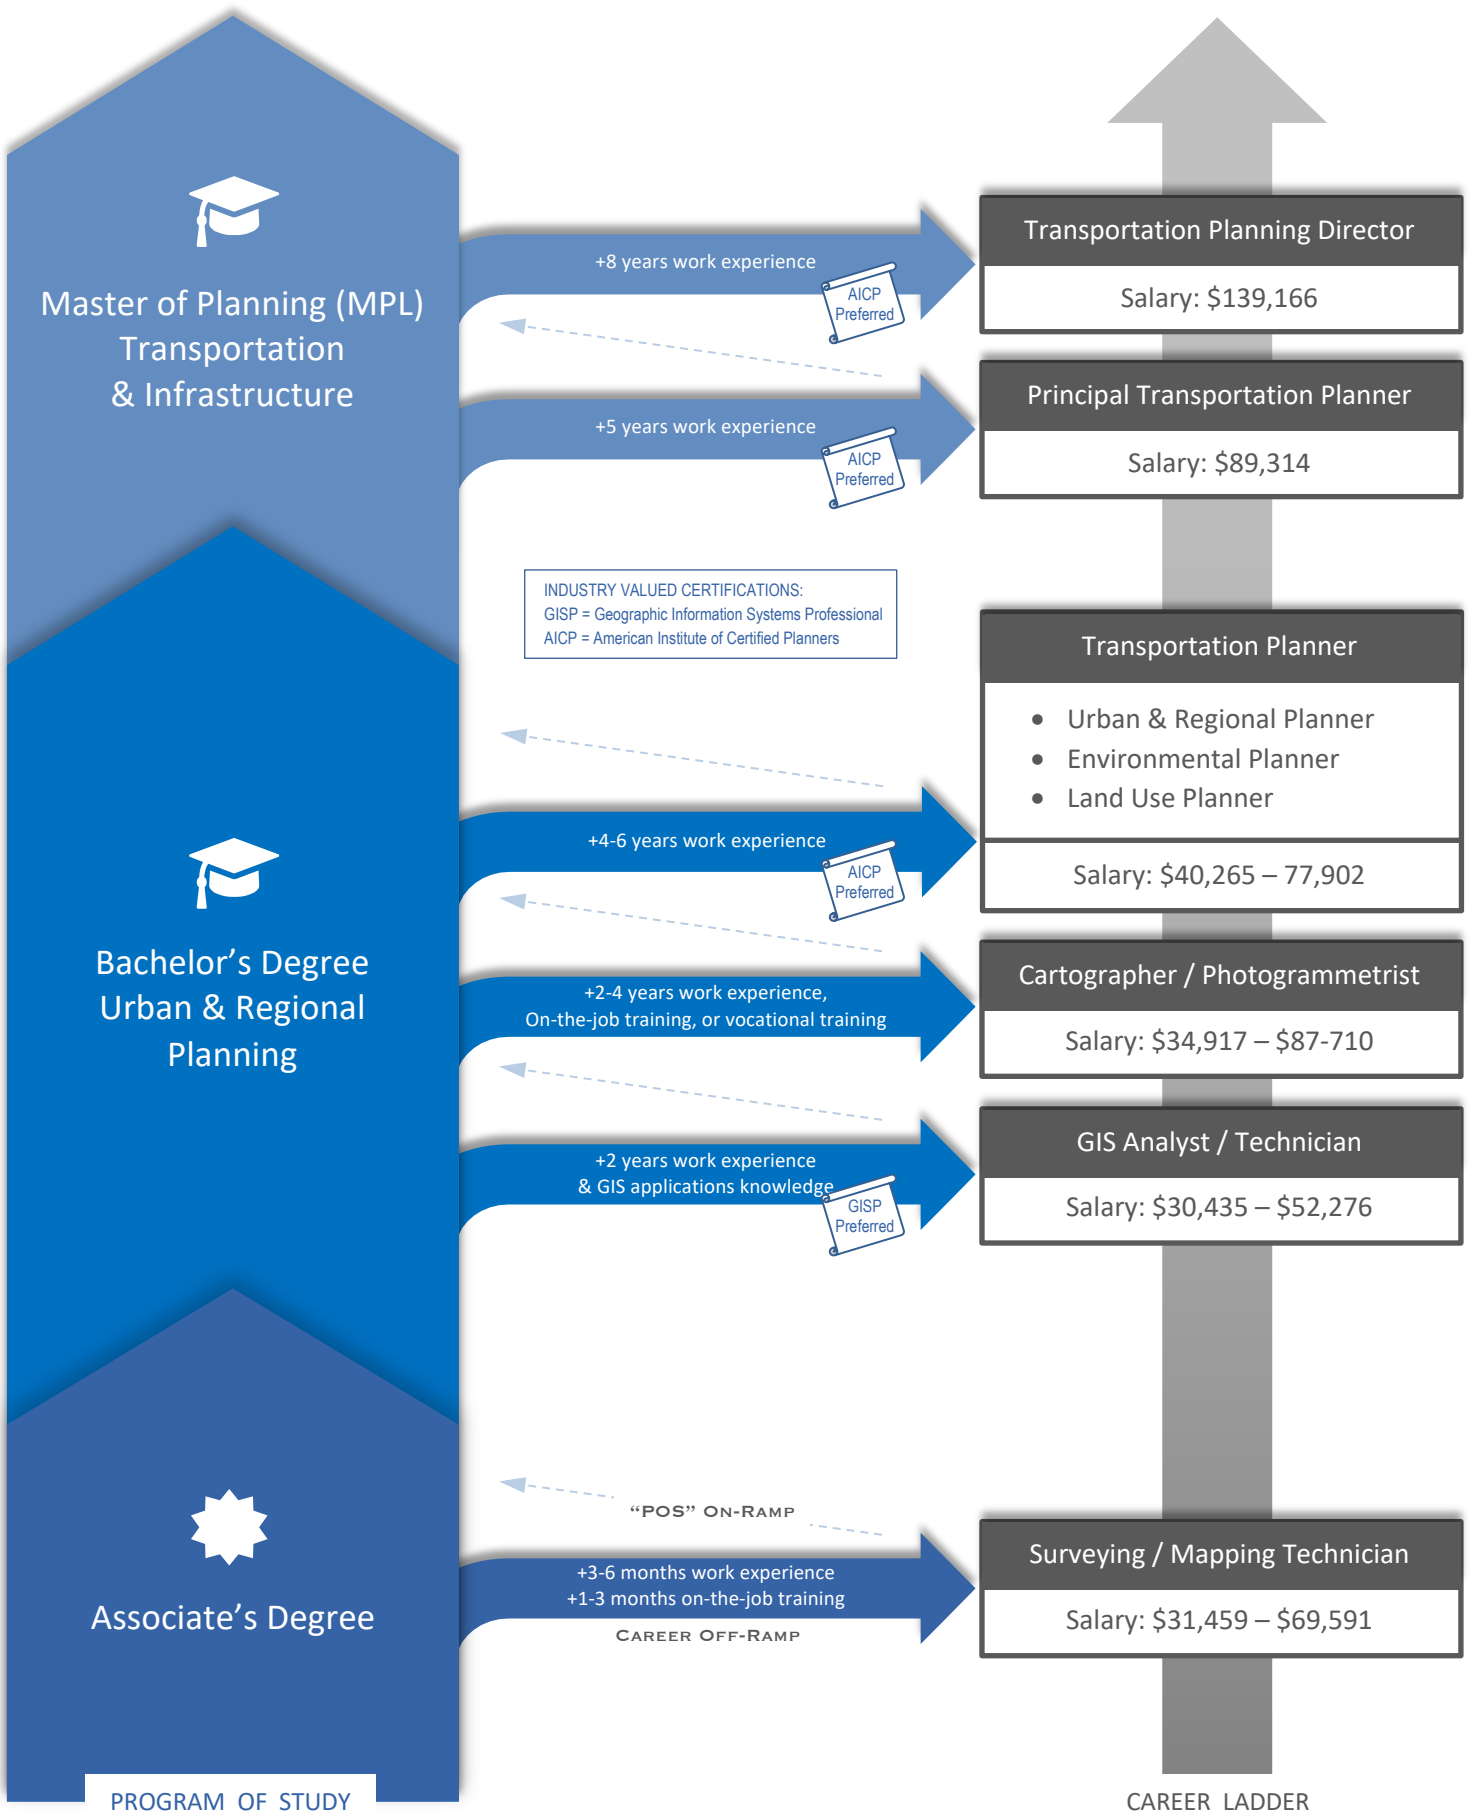 Master of Planning (MPL)
Transportation
& Infrastructure
+8 years work experience
AICP
Preferred
Transportation Planning Director
Salary: $139,166
+5 years work experience
AICP
Preferred
Principal Transportation Planner
Salary: $89,314
INDUSTRY VALUED CERTIFICATIONS:
GISP = Geographic Information Systems Professional
AICP = American Institute of Certified Planners
Bachelor’s Degree
Urban & Regional
Planning
+4-6 years work experience
AICP
Preferred
Transportation Planner
• Urban & Regional Planner
• Environmental Planner
• Land Use Planner
Salary: $40,265 – 77,902
+2-4 years work experience,
On-the-job training, or vocational training
Cartographer / Photogrammetrist
Salary: $34,917 – $87-710
+2 years work experience
& GIS applications knowledge
GISP
Preferred
GIS Analyst / Technician
Salary: $30,435 – $52,276
Associate’s Degree
“POS” On-Ramp
+3-6 months work experience
+1-3 months on-the-job training
Career Off-Ramp
Surveying / Mapping Technician
Salary: $31,459 – $69,591
PROGRAM OF STUDY
CAREER LADDER